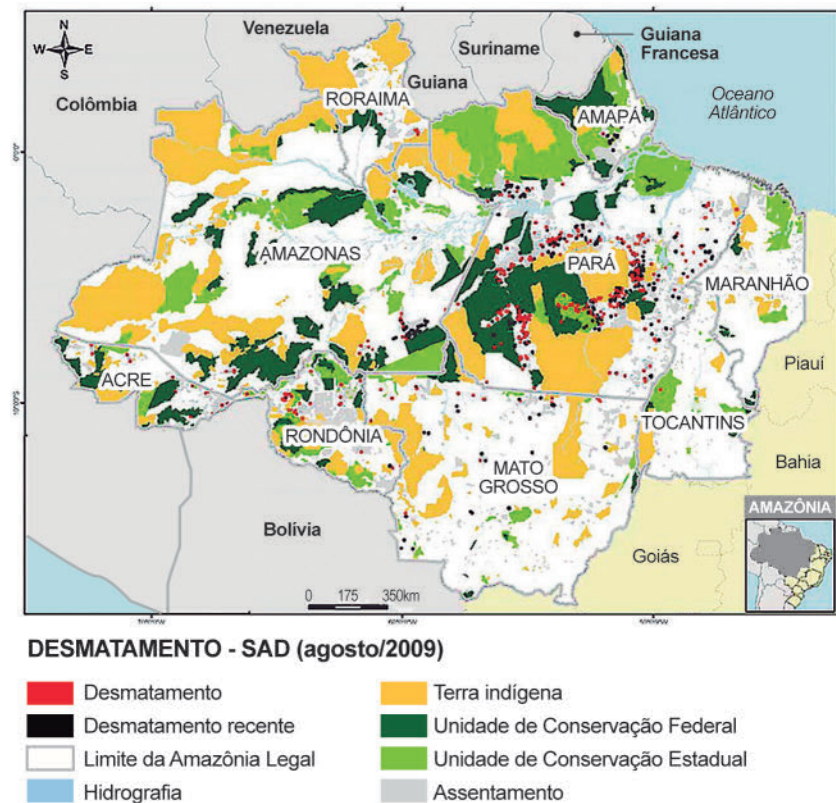 N
W E
S
Venezuela
Suriname
Guiana
Francesa
Guiana
Colômbia
RORAIMA
AMAPÁ
Oceano
Atlântico
AMAZONAS
PARÁ
MARANHÃO
Piauí
ACRE
RONDÔNIA
TOCANTINS
MATO
GROSSO
Bahia
Bolívia
Goiás
AMAZÔNIA
0 175 350km
DESMATAMENTO - SAD (agosto/2009)
Desmatamento
Desmatamento recente
Limite da Amazônia Legal
Hidrografia
Terra indígena
Unidade de Conservação Federal
Unidade de Conservação Estadual
Assentamento